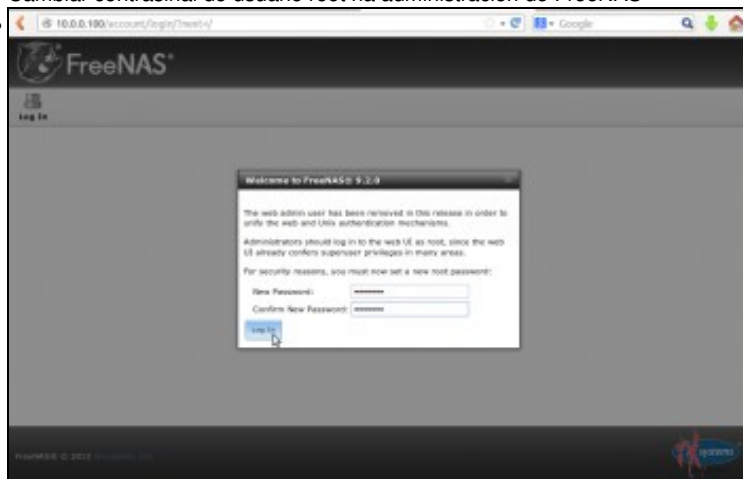 Cambiar contrasinal de usuario root na administración de FreeNAS
10.0.0.100/account/login/?next=/
Google
FreeNAS®
Log In
Welcome to FreeNAS® 9.2.0
The web admin user has been removed in this release in order to
unify the web and Unix authentication mechanisms.
Administrators should log in to the web UI as root, since the web
UI already confers superuser privileges in many areas.
For security reasons, you must now set a new root password:
New Password:
Confirm New Password:
Log In
FreeNAS® © 2013
systems